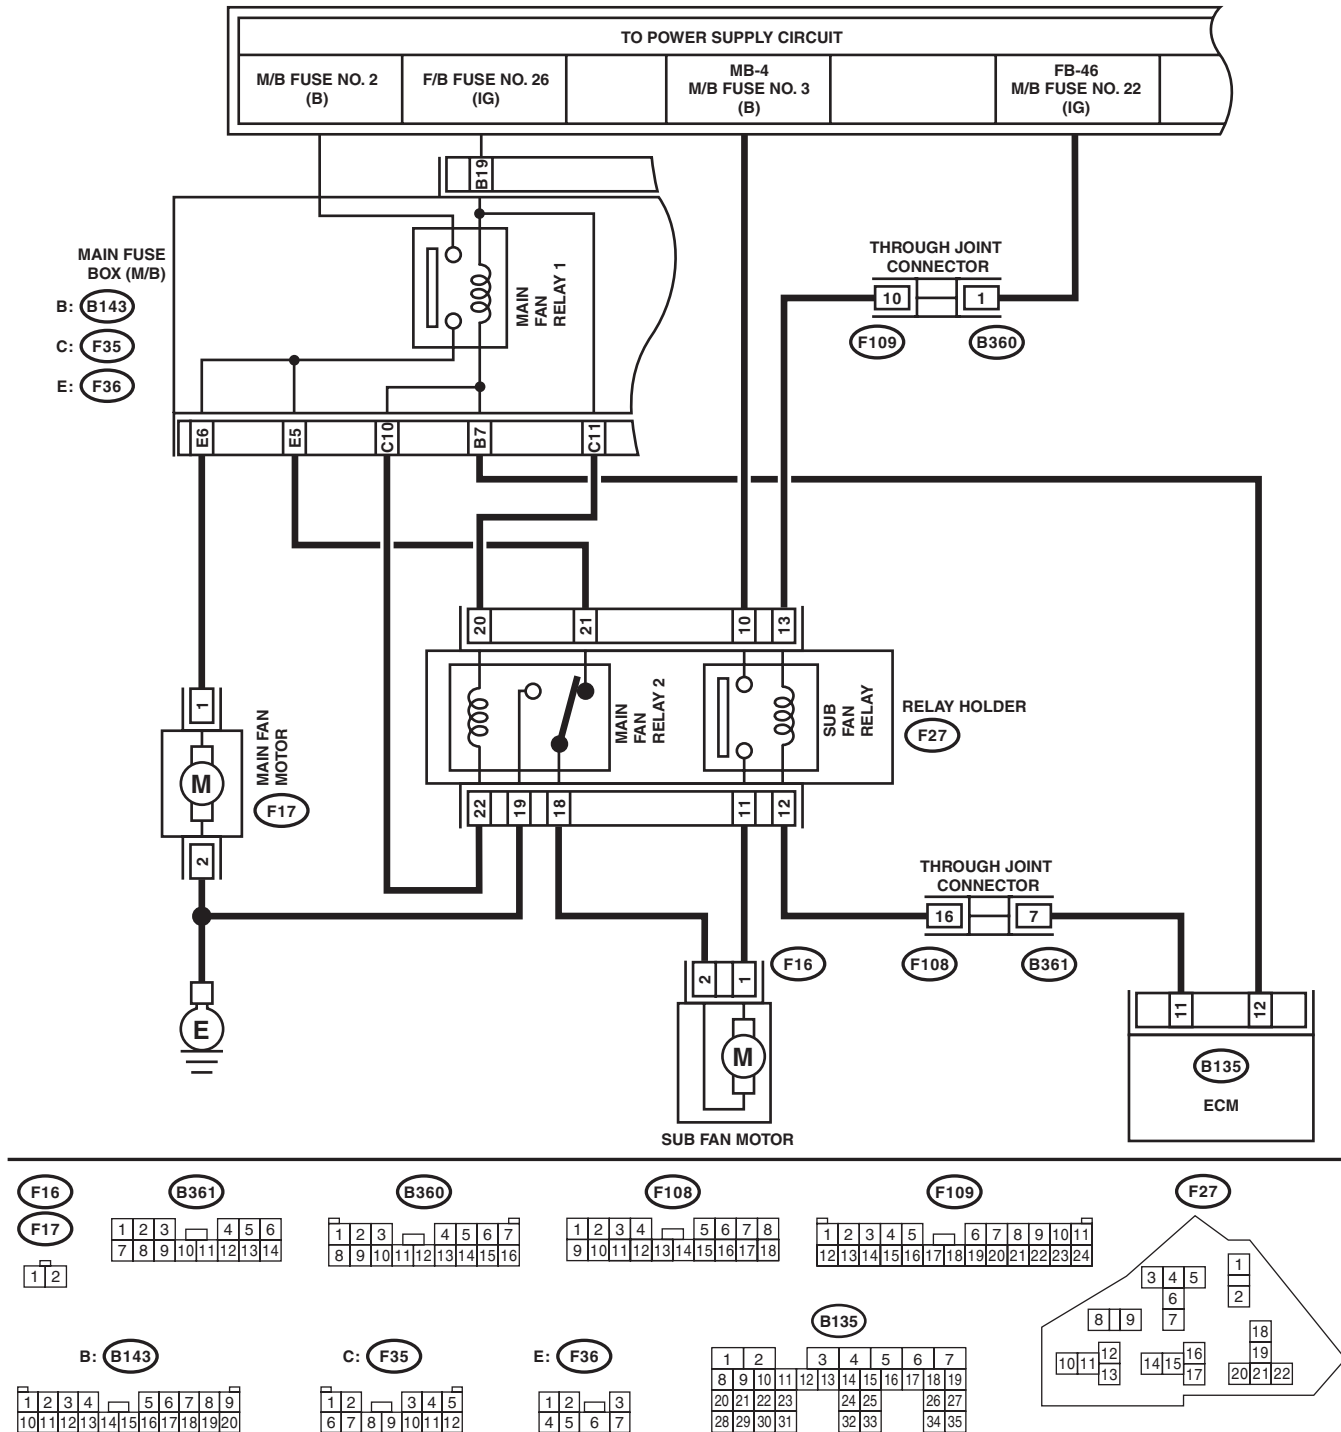 TO POWER SUPPLY CIRCUIT
M/B FUSE NO. 2
(B)
F/B FUSE NO. 26
(IG)
MB-4
M/B FUSE NO. 3
(B)
FB-46
M/B FUSE NO. 22
(IG)
B19
MAIN FUSE
BOX (M/B)
B: B143
C: F35
E: F36
MAIN
FAN
RELAY 1
THROUGH JOINT
CONNECTOR
10 1
F109 B360
E6 E5 C10 B7 C11
20 21 10 13
MAIN
FAN
RELAY 2
SUB
FAN
RELAY
RELAY HOLDER
F27
22 19 18 11 12
1
MAIN FAN
MOTOR
M
F17
2
THROUGH JOINT
CONNECTOR
16 7
F108 B361
F16
2 1
M
SUB FAN MOTOR
E
11 12
B135
ECM
F16
F17
1 2
B361
1 2 3 4 5 6
7 8 9 10 11 12 13 14
B360
1 2 3 4 5 6 7
8 9 10 11 12 13 14 15 16
F108
1 2 3 4 5 6 7 8
9 10 11 12 13 14 15 16 17 18
F109
1 2 3 4 5 6 7 8 9 10 11
12 13 14 15 16 17 18 19 20 21 22 23 24
F27
1
2
3 4 5
6
7
8 9
10 11 12
13
14 15 16
17
18
19
20 21 22
B: B143
1 2 3 4 5 6 7 8 9
10 11 12 13 14 15 16 17 18 19 20
C: F35
1 2 3 4 5
6 7 8 9 10 11 12
E: F36
1 2 3
4 5 6 7
B135
1 2 3 4 5 6 7
8 9 10 11 12 13 14 15 16 17 18 19
20 21 22 23 24 25 26 27
28 29 30 31 32 33 34 35